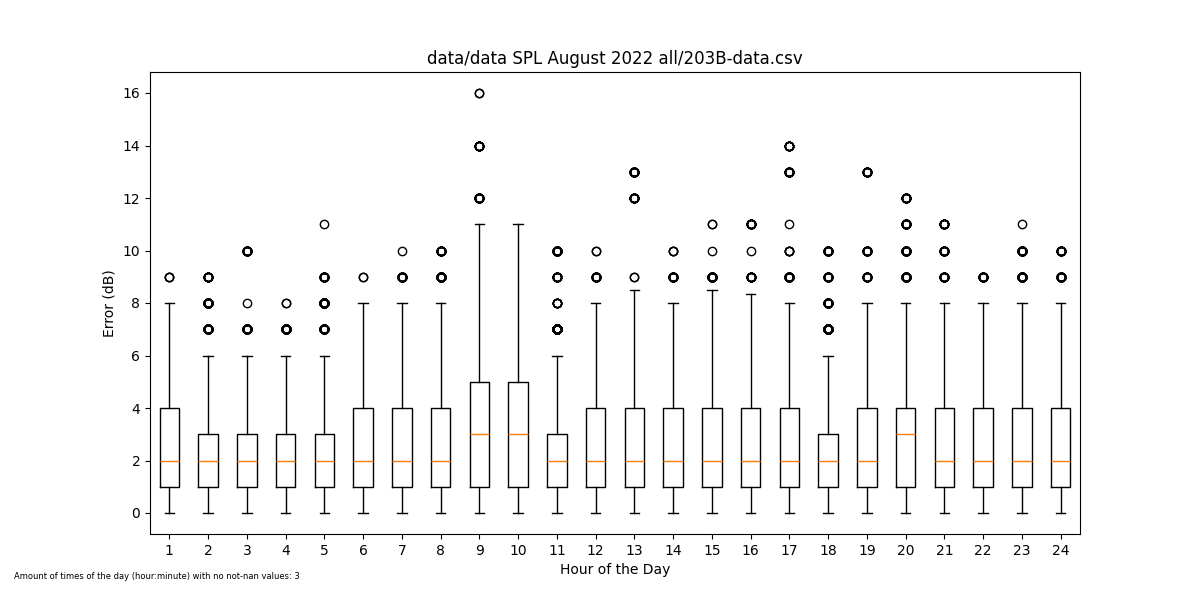 data/data SPL August 2022 all/203B-data.csv
16
14
12
10
8
6
4
2
0
Error (dB)
1 2 3 4 5 6 7 8 9 10 11 12 13 14 15 16 17 18 19 20 21 22 23 24
Hour of the Day
Amount of times of the day (hour:minute) with no not-nan values: 3